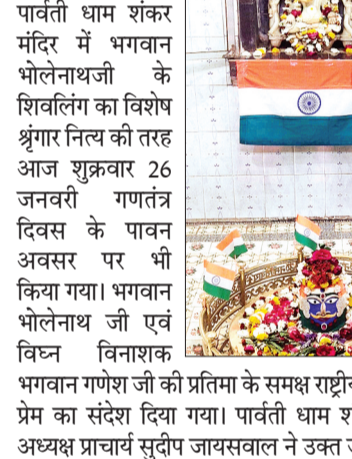 पार्वती धाम शंकर
मंदिर में भगवान
भोलेनाथजी के
शिवलिंग का विशेष
श्रृंगार नित्य की तरह
आज शुक्रवार 26
जनवरी गणतंत्र
दिवस के पावन
अवसर पर भी
किया गया। भगवान
भोलेनाथ जी एवं
विघ्न विनाशक
भगवान गणेश जी की प्रतिमा के समक्ष
प्रेम का संदेश दिया गया। पार्वती धाम
अध्यक्ष प्राचार्य सुदीप जायसवाल ने उक्त